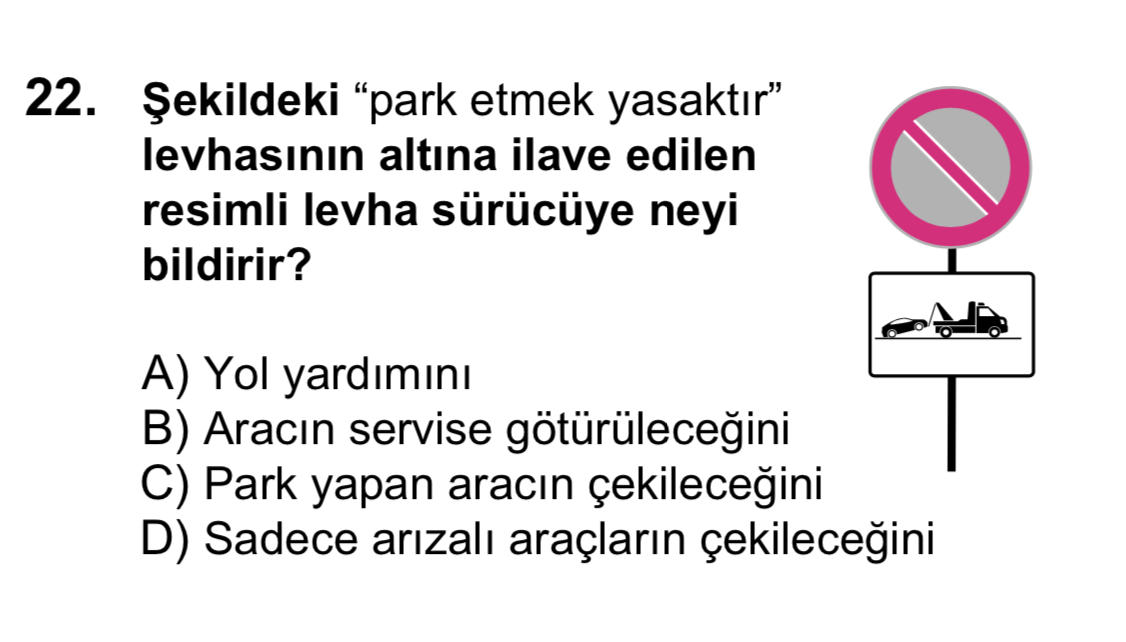 22. Şekildeki “park etmek yasaktır”
levhasının altına ilave edilen
resimli levha sürücüye neyi
bildirir?
A) Yol yardımını
B) Aracın servise götürüleceğini
C) Park yapan aracın çekileceğini
D) Sadece arızalı araçların çekileceğini